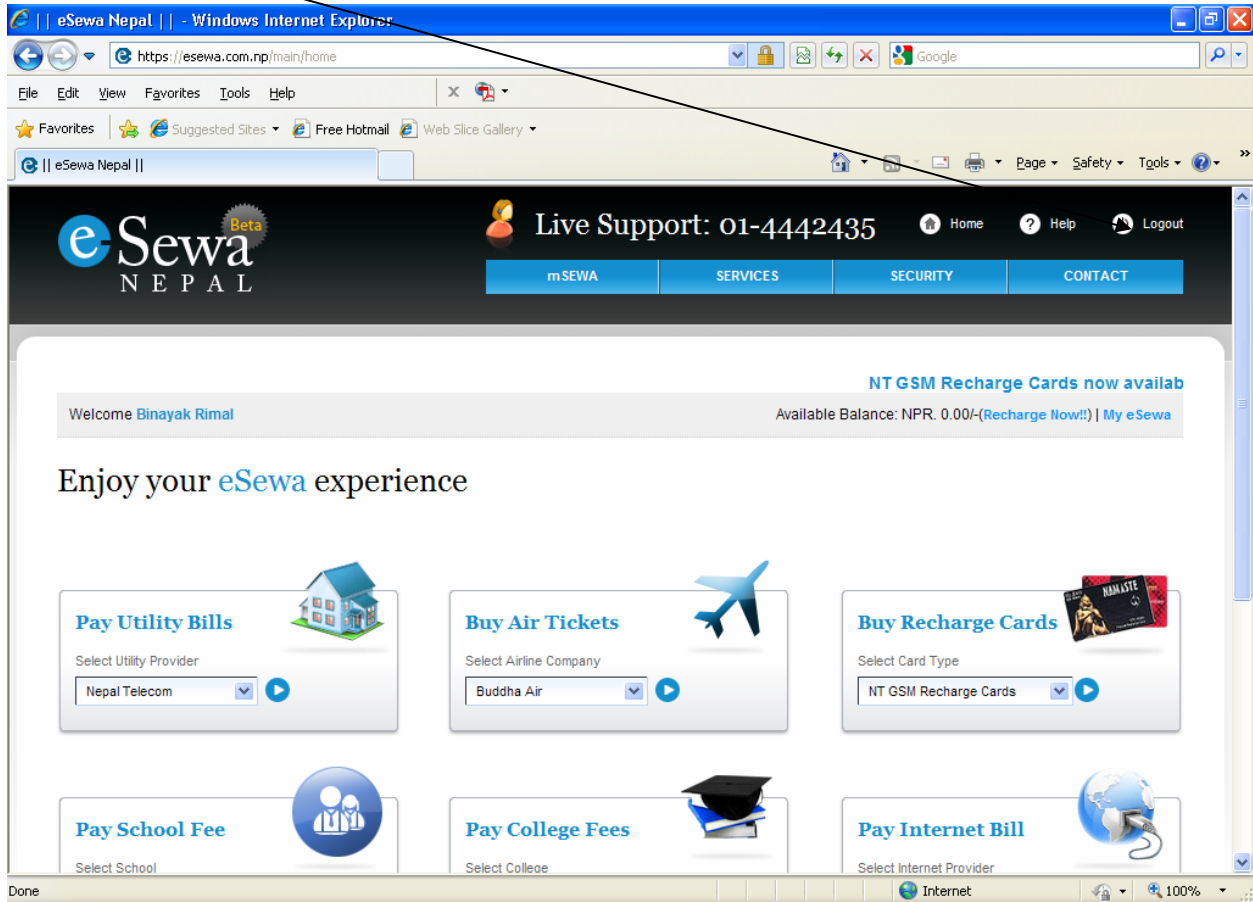 || eSewa Nepal || - Windows Internet Explorer
https://esewa.com.np/main/home
Google
File Edit View Favorites Tools Help
x
Favorites Suggested Sites Free Hotmail Web Slice Gallery
|| eSewa Nepal ||
Page Safety Tools »
e-Sewa Beta
NEPAL
Live Support: 01-4442435 Home ? Help Logout
mSEWA SERVICES SECURITY CONTACT
NT GSM Recharge Cards now availab
Welcome Binayak Rimal Available Balance: NPR. 0.00/-(Recharge Now!!) | My eSewa
Enjoy your eSewa experience
Pay Utility Bills
Select Utility Provider
Nepal Telecom
Buy Air Tickets
Select Airline Company
Buddha Air
NAMASTE
Buy Recharge Cards
Select Card Type
NT GSM Recharge Cards
Pay School Fee
Select School
Pay College Fees
Select College
Pay Internet Bill
Select Internet Provider
Done Internet 100%